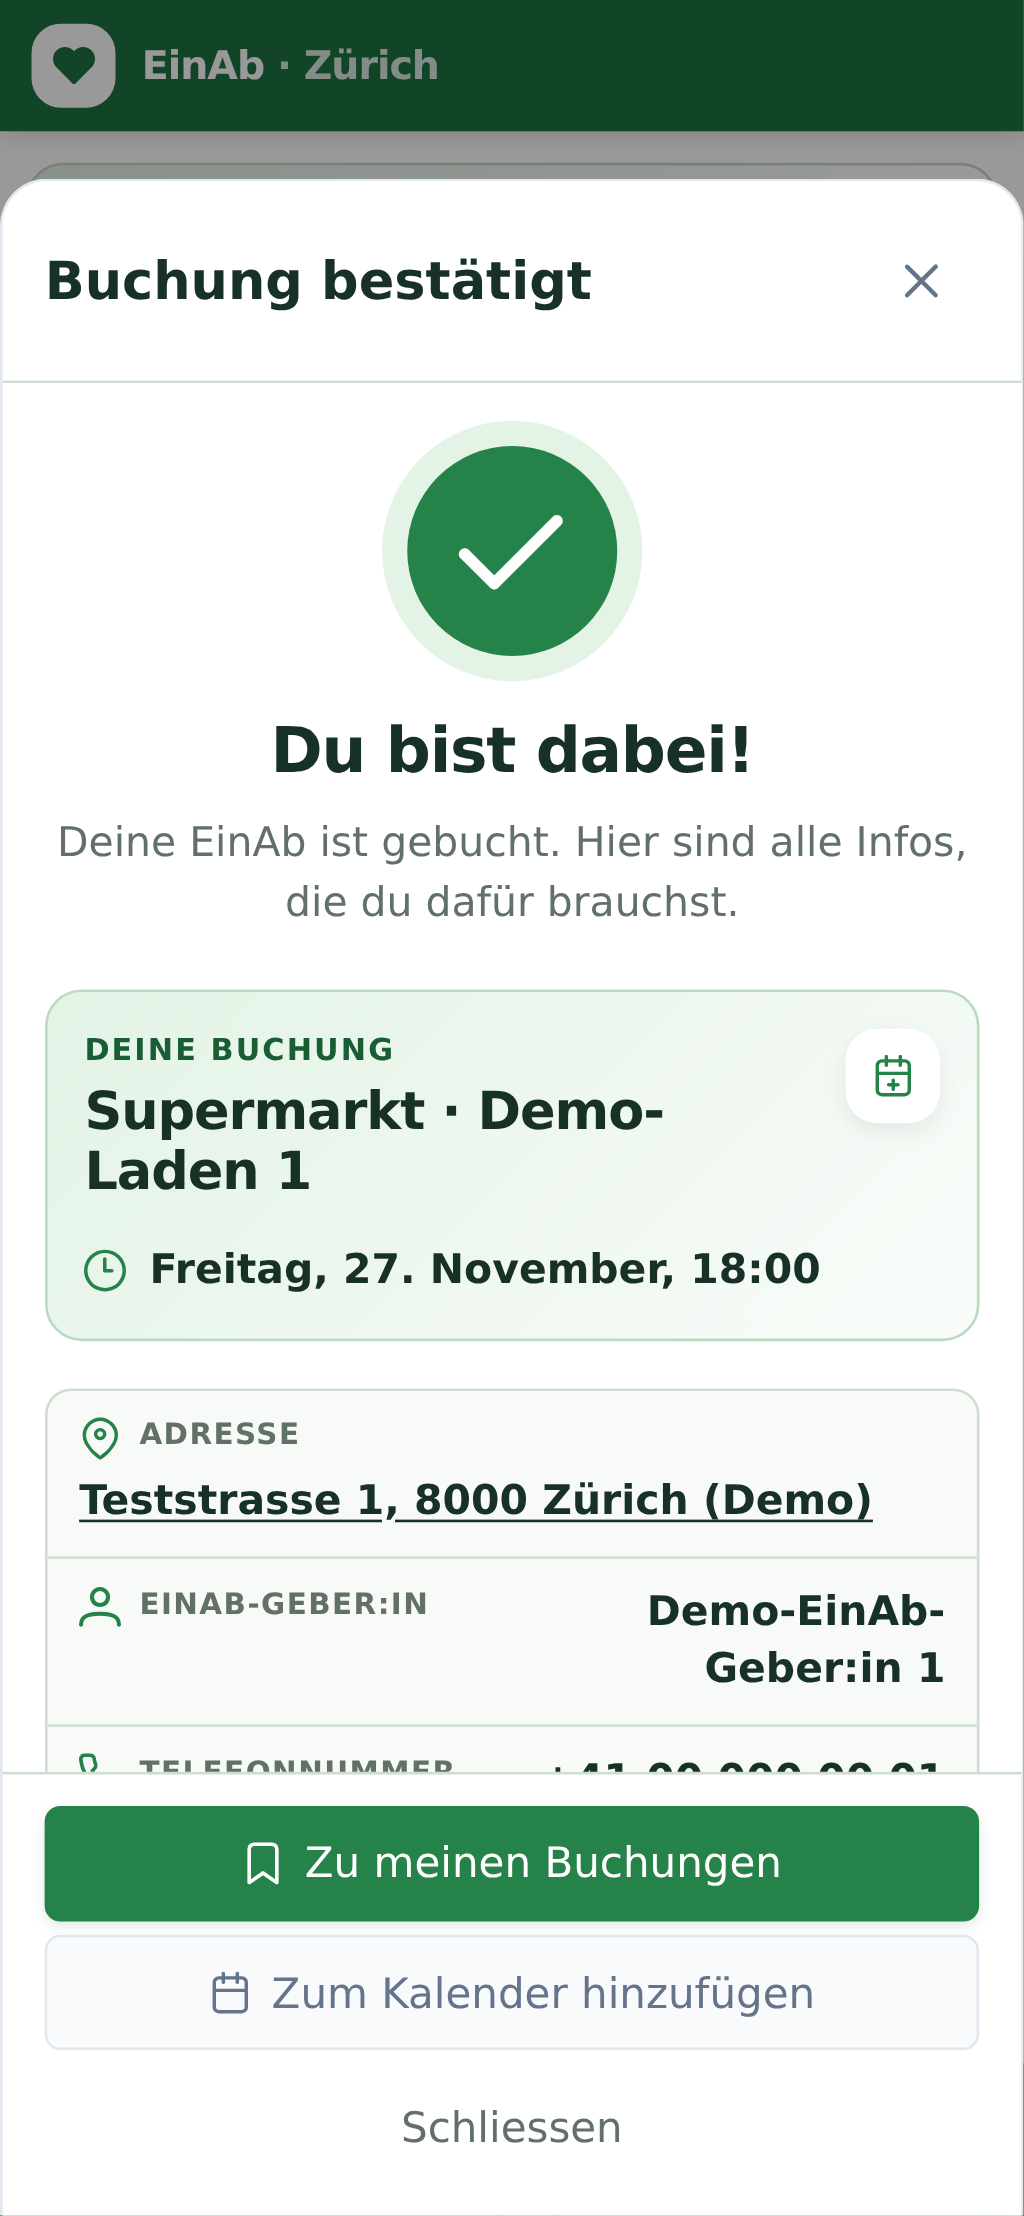 EinAb · Zürich
Buchung bestätigt
Du bist dabei!
Deine EinAb ist gebucht. Hier sind alle Infos,
die du dafür brauchst.
DEINE BUCHUNG
Supermarkt · Demo-
Laden 1
Freitag, 27. November, 18:00
ADRESSE
Teststrasse 1, 8000 Zürich (Demo)
EINAB-GEBER:IN
Demo-EinAb-
Geber:in 1
TELEFONNUMMER
Zu meinen Buchungen
Zum Kalender hinzufügen
Schliessen